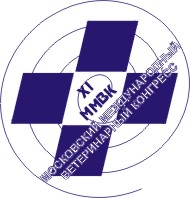 XI
ММВК
МОСКОВСКИЙ МЕЖДУНАРОДНЫЙ
ВЕТЕРИНАРНЫЙ КОНГРЕСС